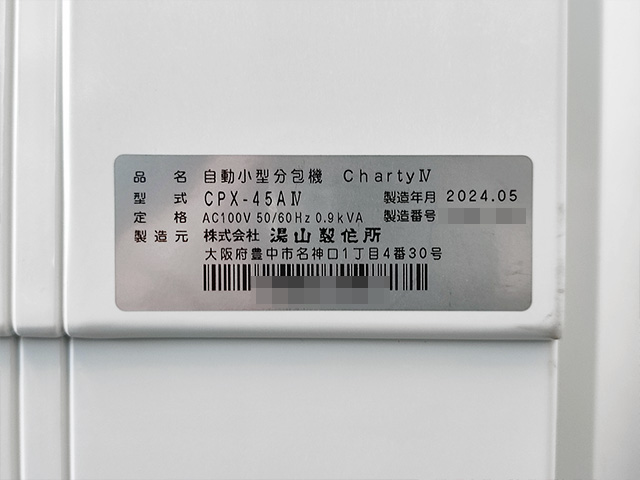 品名 自動小型分包機 ChartyⅣ
型式 CPX-45AⅣ 製造年月 2024.05
定格 AC100V 50/60Hz 0.9kVA 製造番号
製造元 株式会社 湯山製作所
大阪府豊中市名神口1丁目4番30号